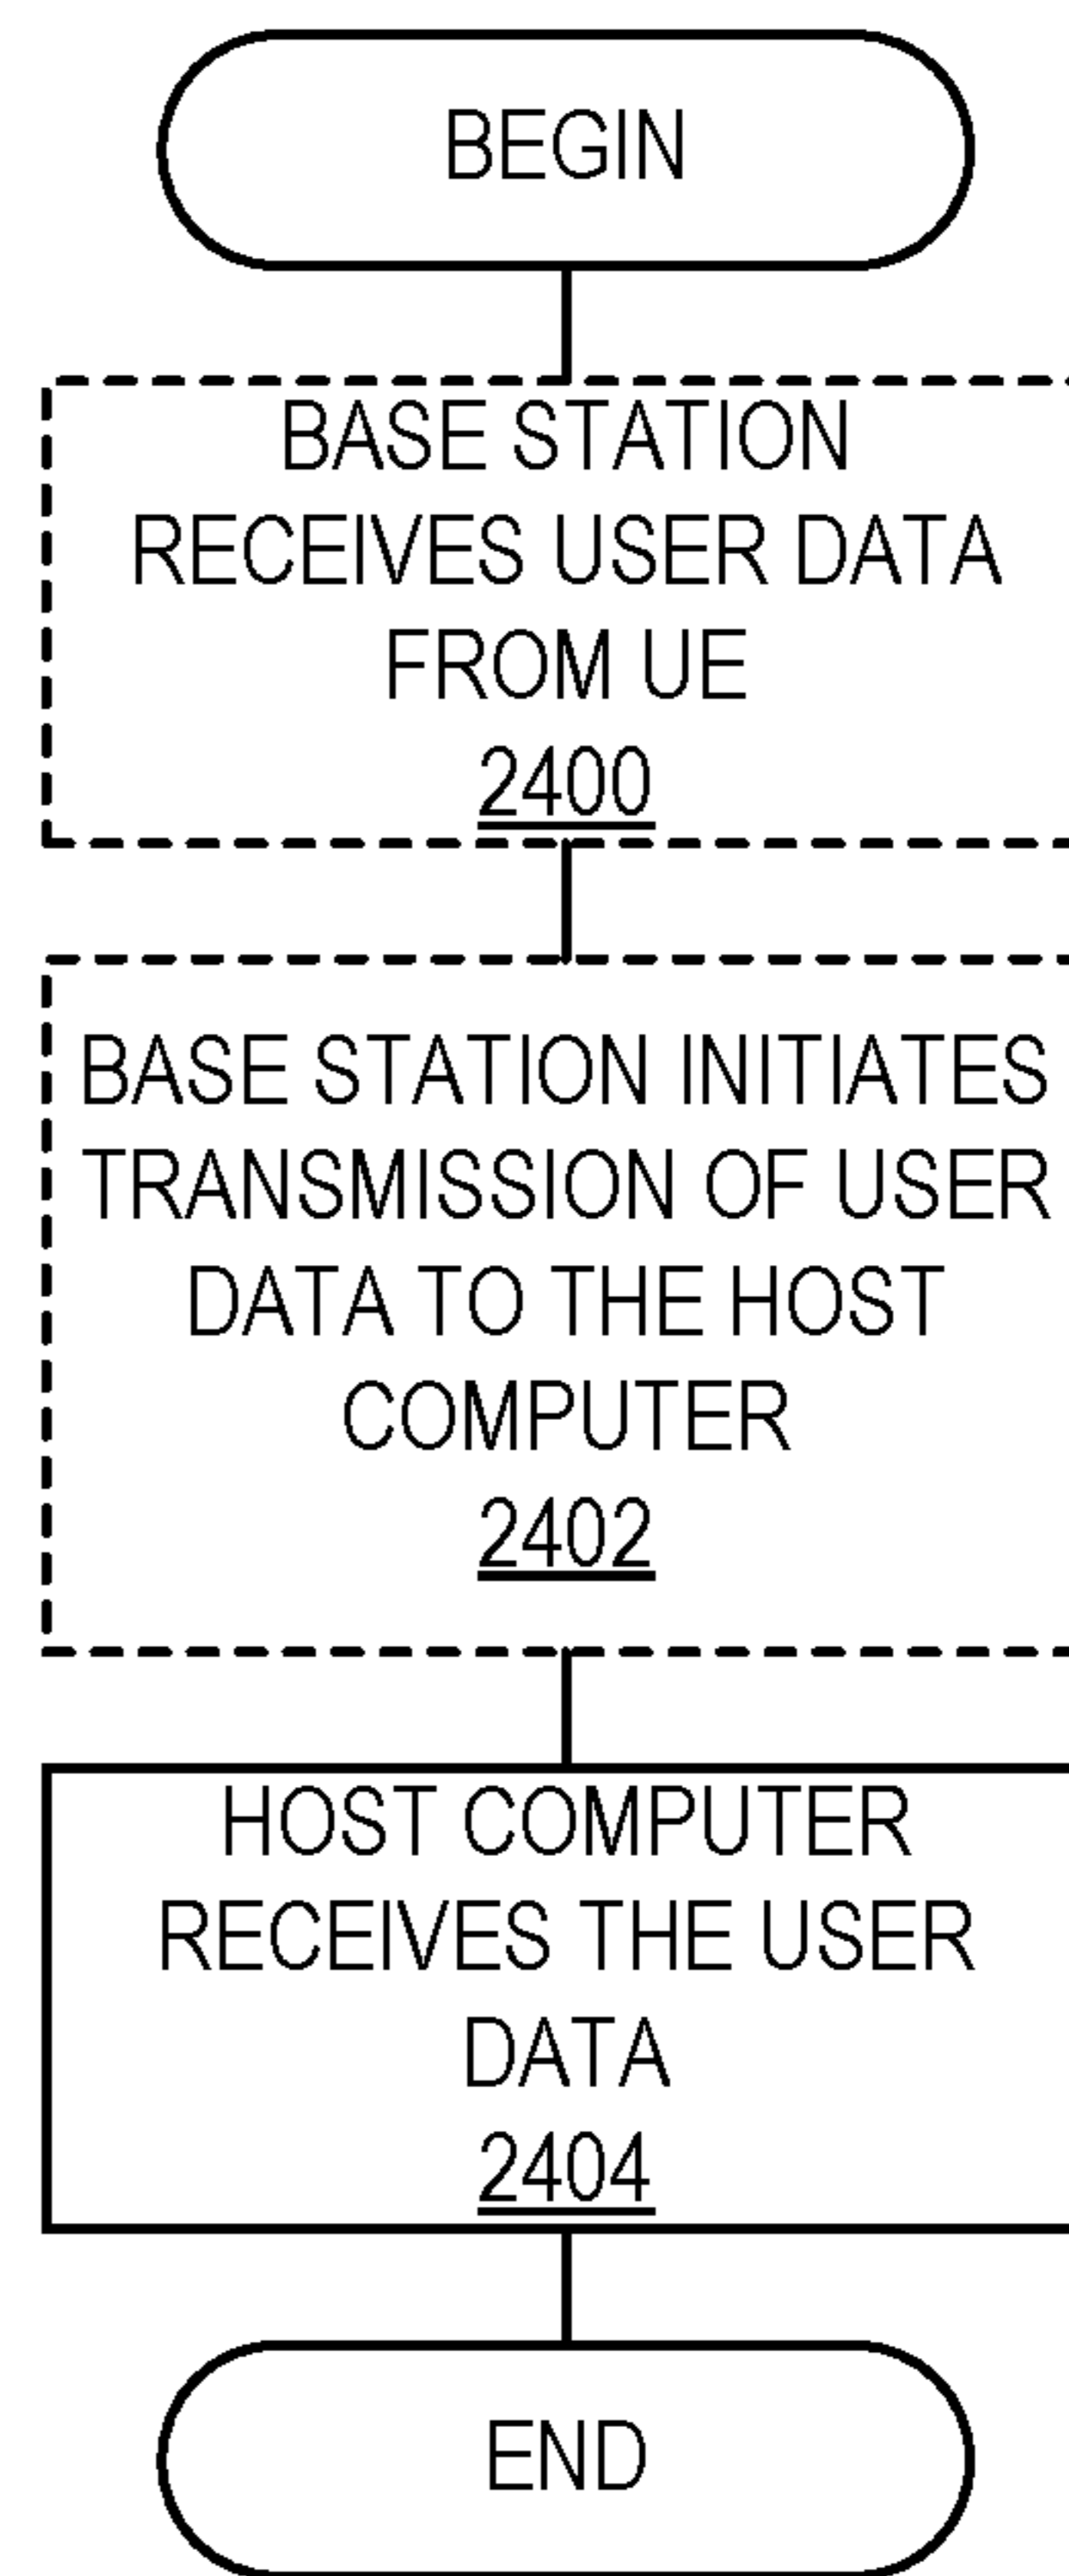 BEGIN
BASE STATION
RECEIVES USER DATA
FROM UE
2400
BASE STATION INITIATES
TRANSMISSION OF USER
DATA TO THE HOST
COMPUTER
2402
HOST COMPUTER
RECEIVES THE USER
DATA
2404
END